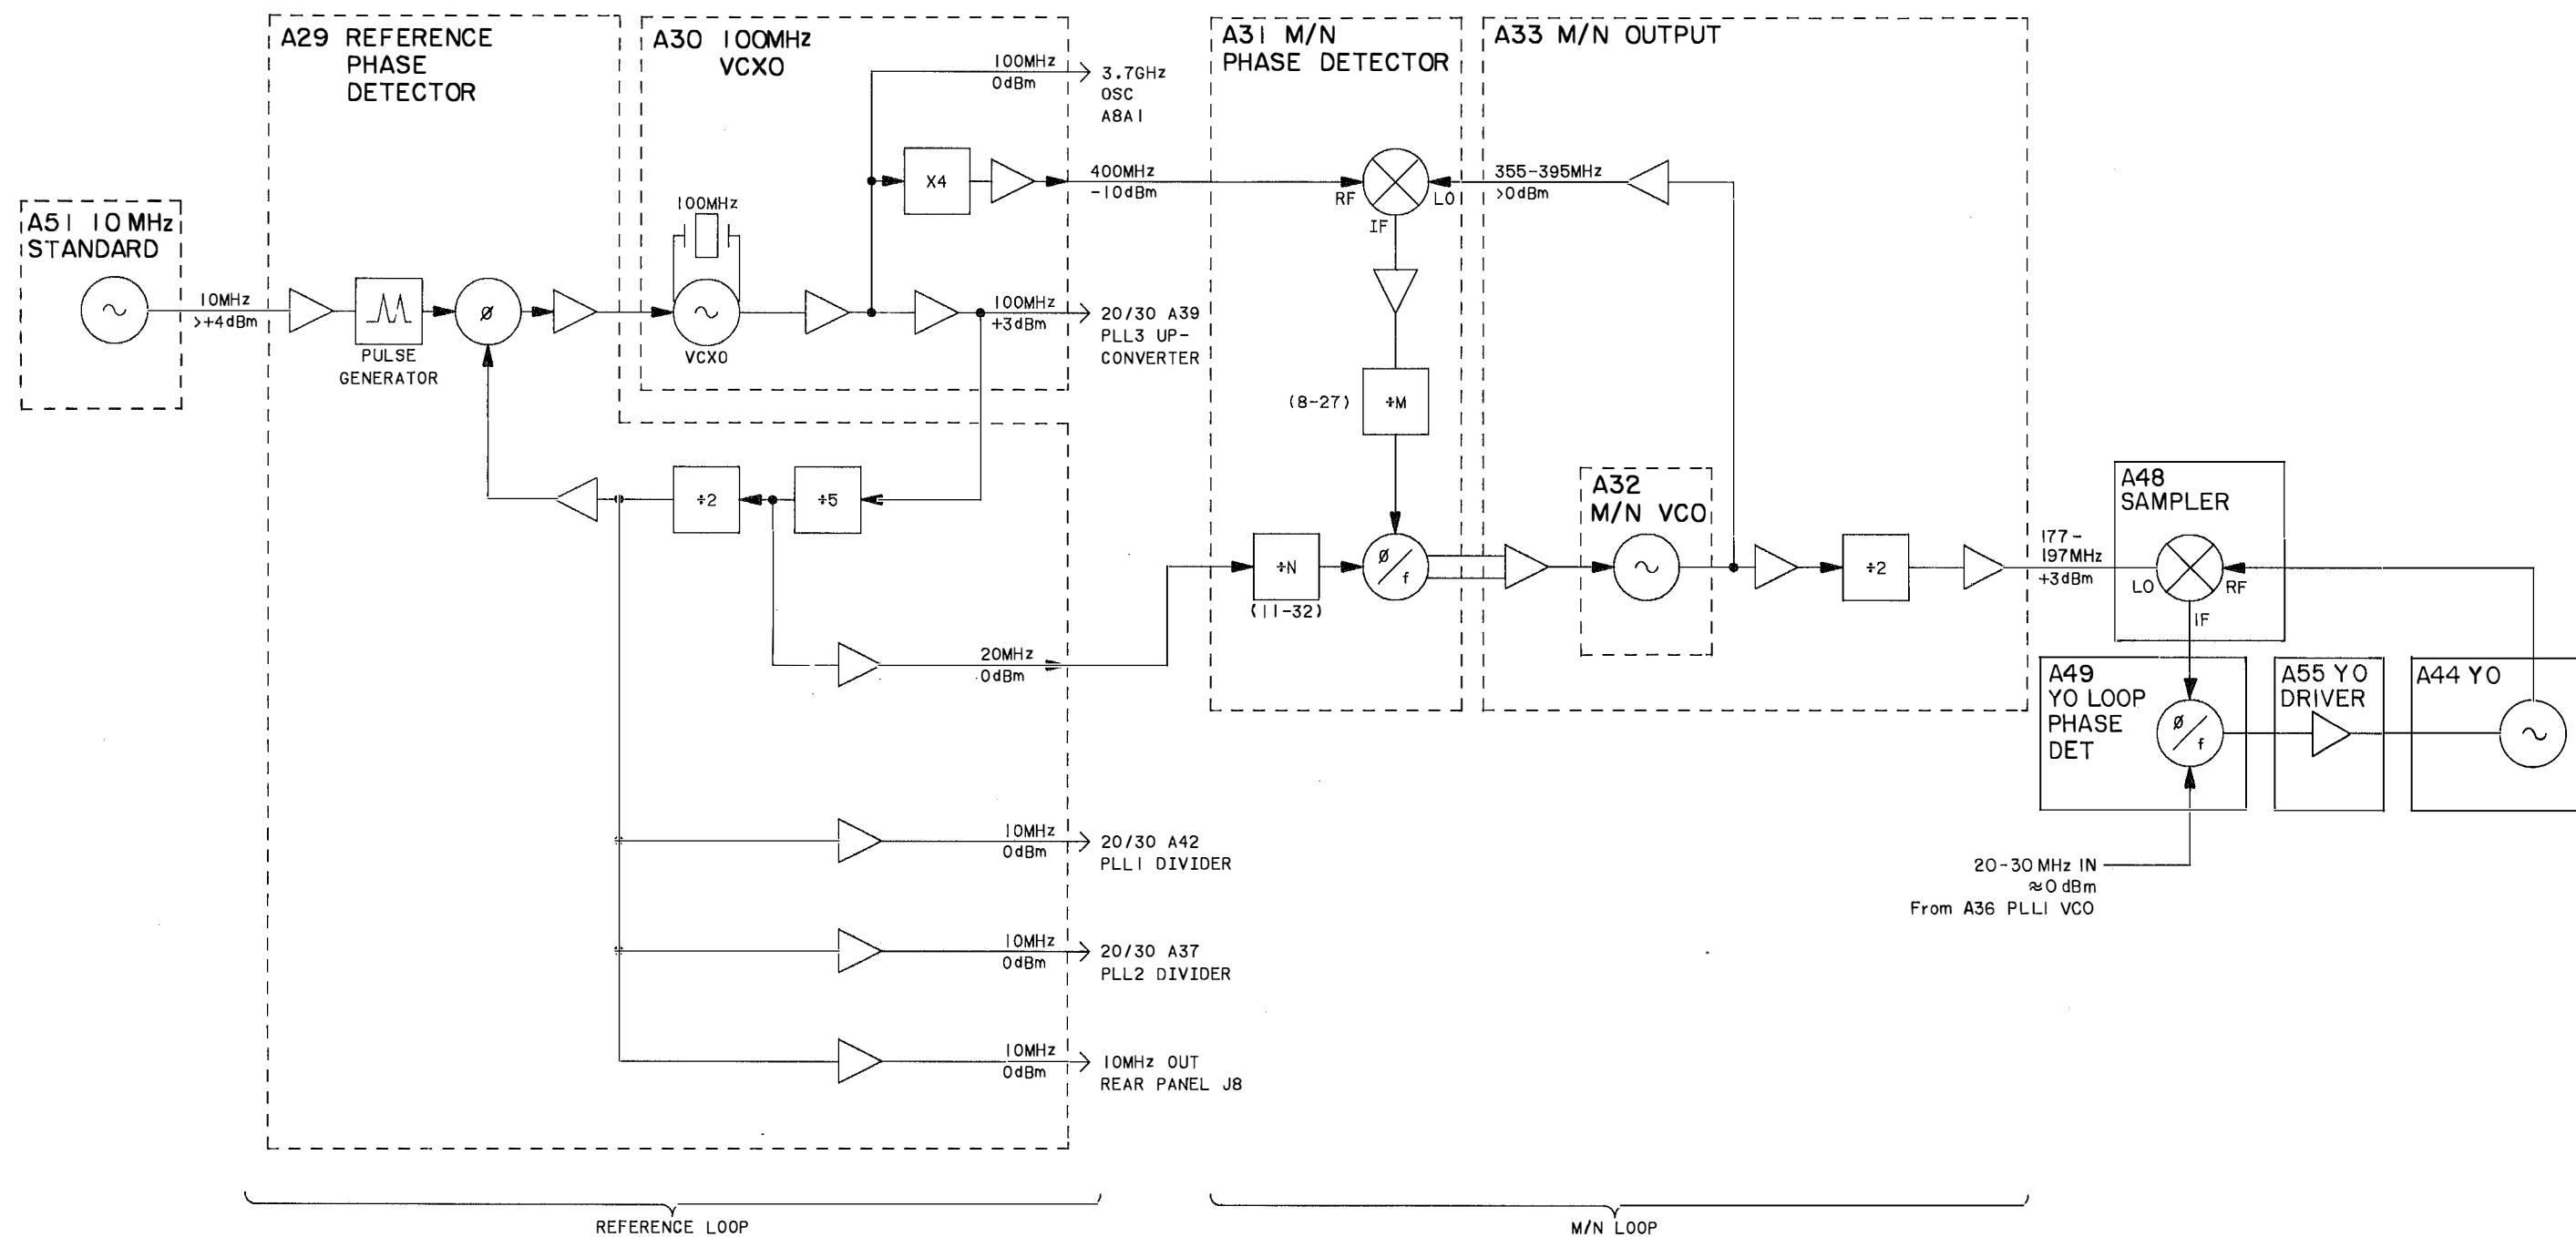 A29 REFERENCE
PHASE
DETECTOR
A30 100MHz
VCXO
100MHz
0dBm
3.7GHz
OSC
A8A1
X4
400MHz
-10dBm
100MHz
VCXO
100MHz
+3dBm
20/30 A39
PLL3 UP-
CONVERTER
A51 10 MHz
STANDARD
~
10MHz
>+4dBm
PULSE
GENERATOR
Ø
~
÷2
÷5
20MHz
0dBm
10MHz
0dBm
20/30 A42
PLL1 DIVIDER
10MHz
0dBm
20/30 A37
PLL2 DIVIDER
10MHz
0dBm
10MHz OUT
REAR PANEL J8
REFERENCE LOOP
A31 M/N
PHASE DETECTOR
RF
LO
IF
(8-27)
÷M
÷N
(11-32)
Ø/f
A33 M/N OUTPUT
355-395MHz
>0dBm
A32
M/N VCO
~
÷2
177-
197MHz
+3dBm
M/N LOOP
A48
SAMPLER
LO
RF
IF
A49
YO LOOP
PHASE
DET
Ø/f
A55 YO
DRIVER
A44 YO
~
20-30 MHz IN
≈0 dBm
From A36 PLL1 VCO